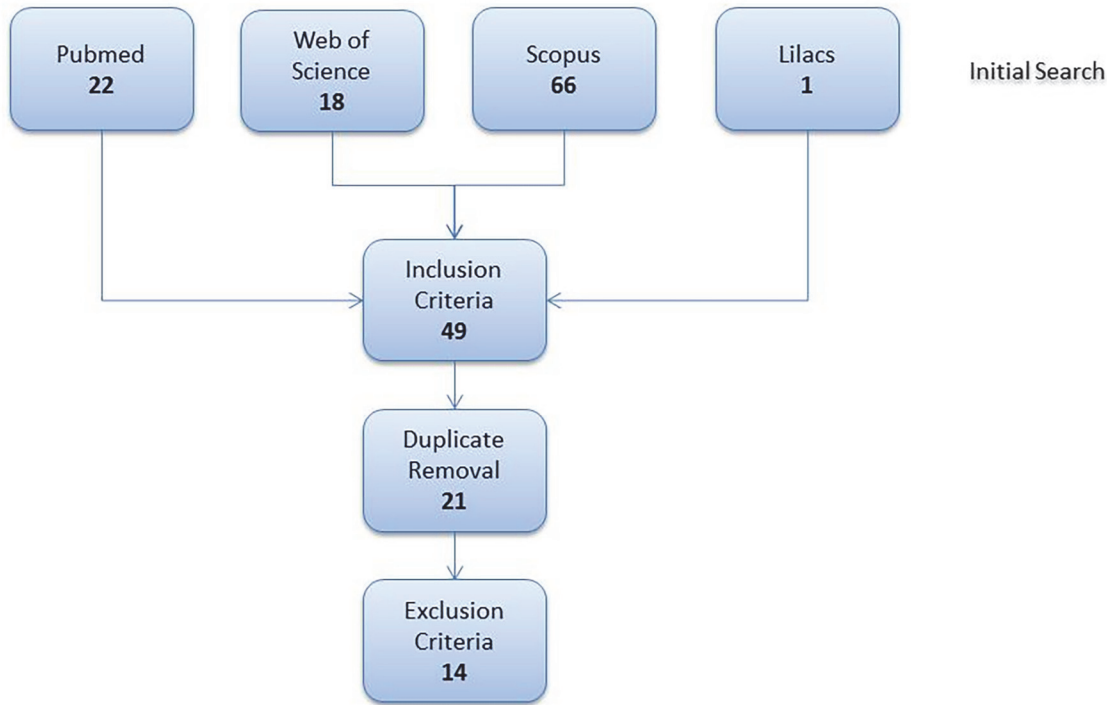 Pubmed
22
Web of
Science
18
Scopus
66
Lilacs
1
Initial Search
Inclusion
Criteria
49
Duplicate
Removal
21
Exclusion
Criteria
14